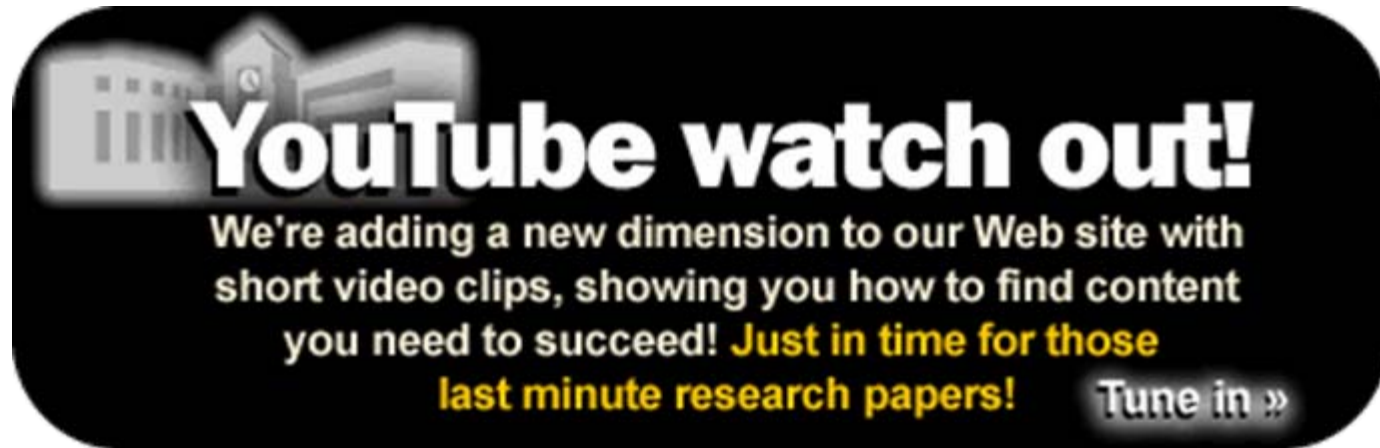 YouTube watch out!
We're adding a new dimension to our Web site with
short video clips, showing you how to find content
you need to succeed! Just in time for those
last minute research papers!
Tune in »